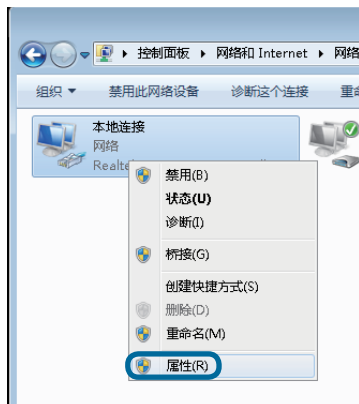 控制面板 网络和 Internet 网络
组织 禁用此网络设备 诊断这个连接 重命
本地连接
网络
Realte
禁用(B)
状态(U)
诊断(I)
桥接(G)
创建快捷方式(S)
删除(D)
重命名(M)
属性(R)